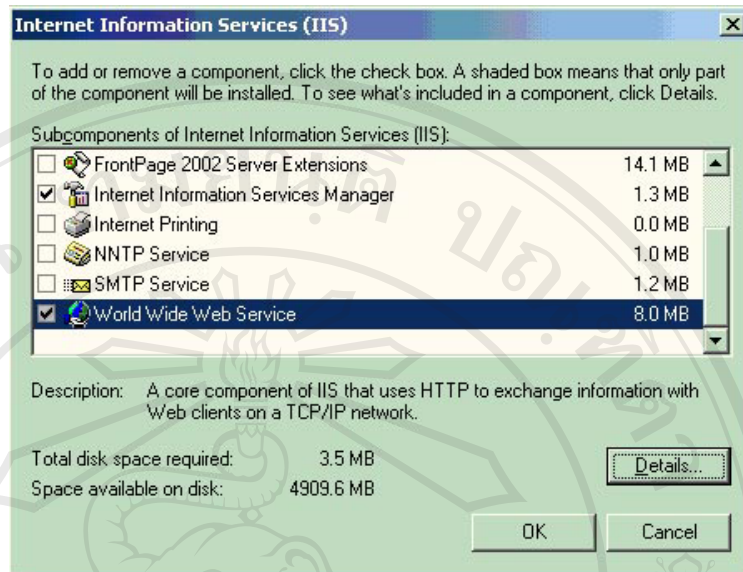 Internet Information Services (IIS)
To add or remove a component, click the check box. A shaded box means that only part
of the component will be installed. To see what's included in a component, click Details.
Subcomponents of Internet Information Services (IIS):
FrontPage 2002 Server Extensions 14.1 MB
Internet Information Services Manager 1.3 MB
Internet Printing 0.0 MB
NNTP Service 1.0 MB
SMTP Service 1.2 MB
World Wide Web Service 8.0 MB
Description: A core component of IIS that uses HTTP to exchange information with
Web clients on a TCP/IP network.
Total disk space required: 3.5 MB
Space available on disk: 4909.6 MB
Details...
OK Cancel